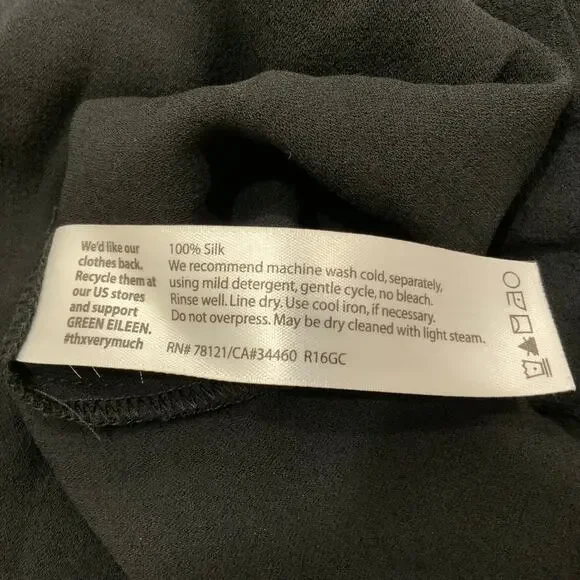 We'd like our
clothes back.
Recycle them at
our US stores
and support
GREEN EILEEN.
#thxverymuch
100% Silk
We recommend machine wash cold, separately,
using mild detergent, gentle cycle, no bleach.
Rinse well. Line dry. Use cool iron, if necessary.
Do not overpress. May be dry cleaned with light steam.
RN# 78121/CA#34460 R16GC